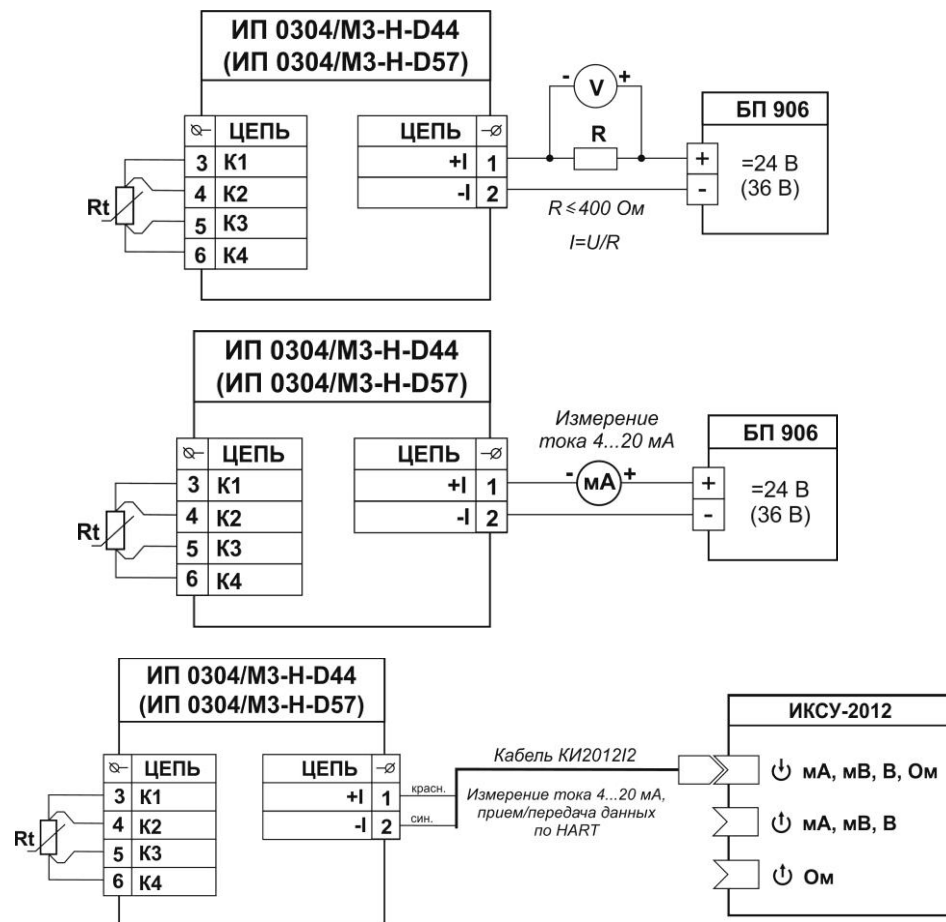 ИП 0304/М3-Н-D44
(ИП 0304/М3-Н-D57)
ЦЕПЬ
3 К1
4 К2
5 К3
6 К4
Rt
ЦЕПЬ
+I 1
-I 2
- V +
R
R≤400 Ом
I=U/R
БП 906
+
-
=24 В
(36 В)
ИП 0304/М3-Н-D44
(ИП 0304/М3-Н-D57)
ЦЕПЬ
3 К1
4 К2
5 К3
6 К4
Rt
ЦЕПЬ
+I 1
-I 2
Измерение
тока 4...20 мА
- мА +
БП 906
+
-
=24 В
(36 В)
ИП 0304/М3-Н-D44
(ИП 0304/М3-Н-D57)
ЦЕПЬ
3 К1
4 К2
5 К3
6 К4
Rt
ЦЕПЬ
+I 1
-I 2
красн.
син.
Кабель КИ2012I2
Измерение тока 4...20 мА,
прием/передача данных
по HART
ИКСУ-2012
мА, мВ, В, Ом
мА, мВ, В
Ом